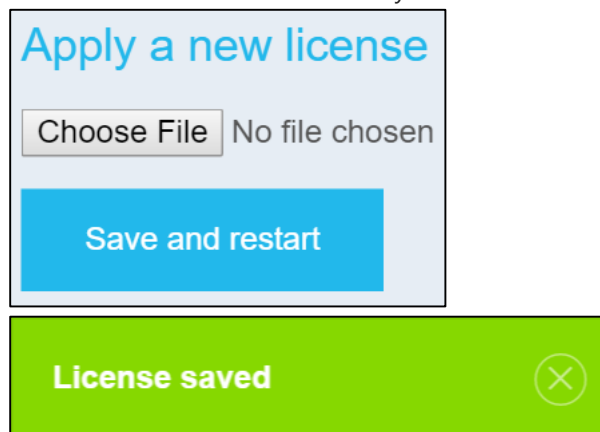 Apply a new license
Choose File No file chosen
Save and restart
License saved